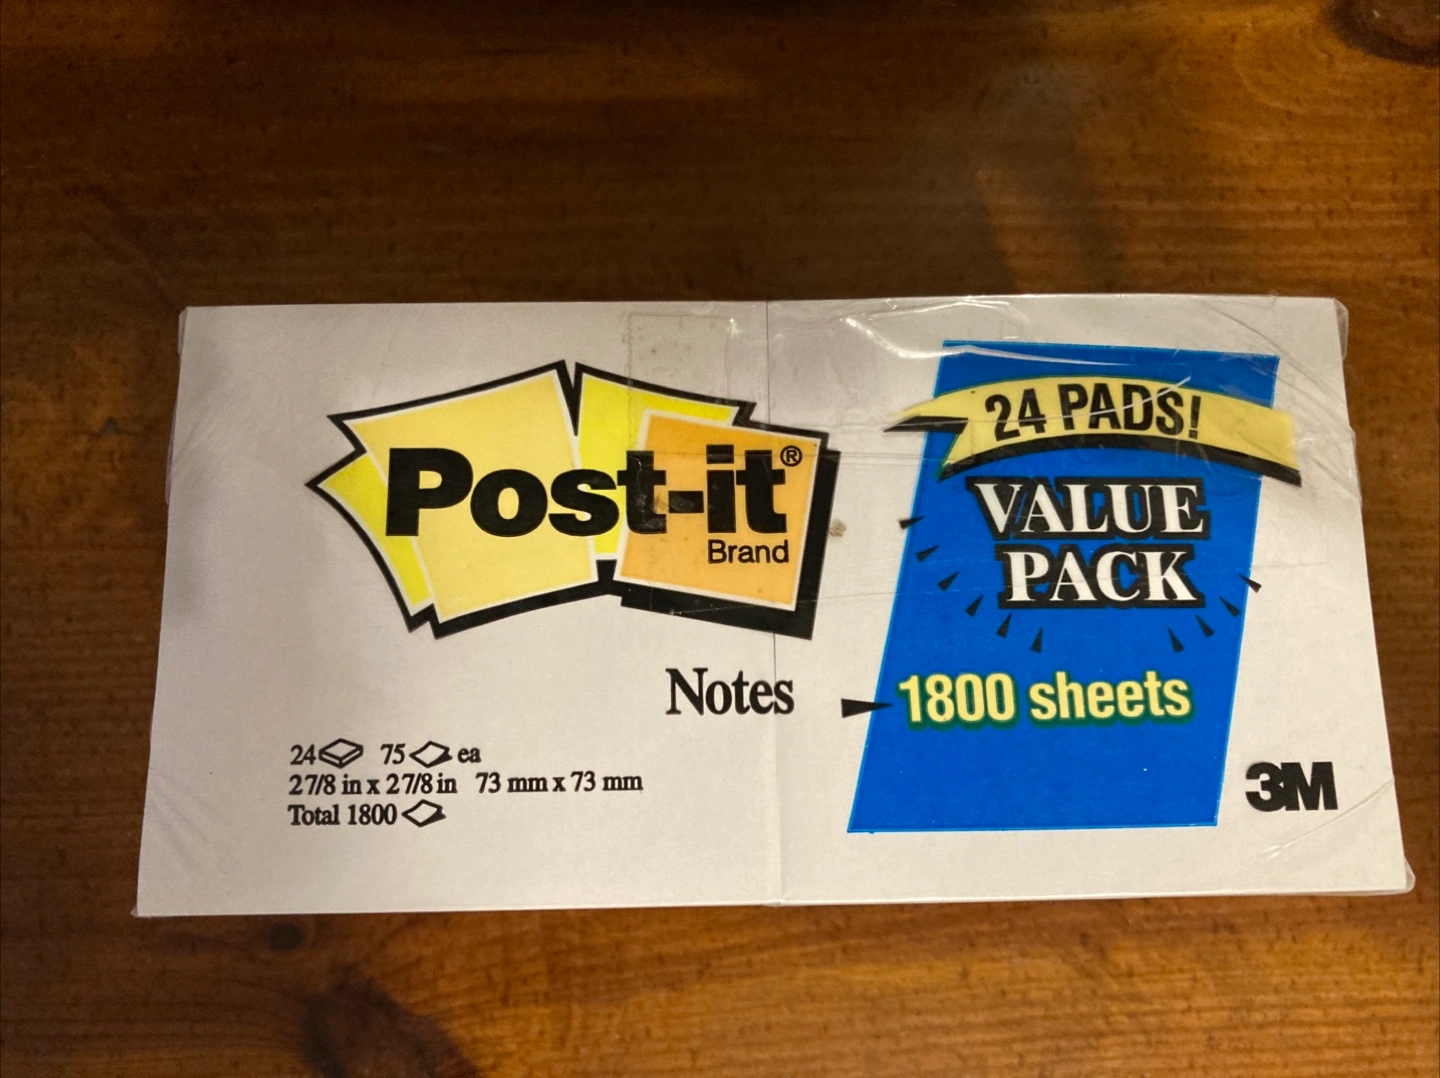 Post-it®
Brand
Notes
24 75 ea
2 7/8 in x 2 7/8 in 73 mm x 73 mm
Total 1800
24 PADS!
VALUE
PACK
1800 sheets
3M